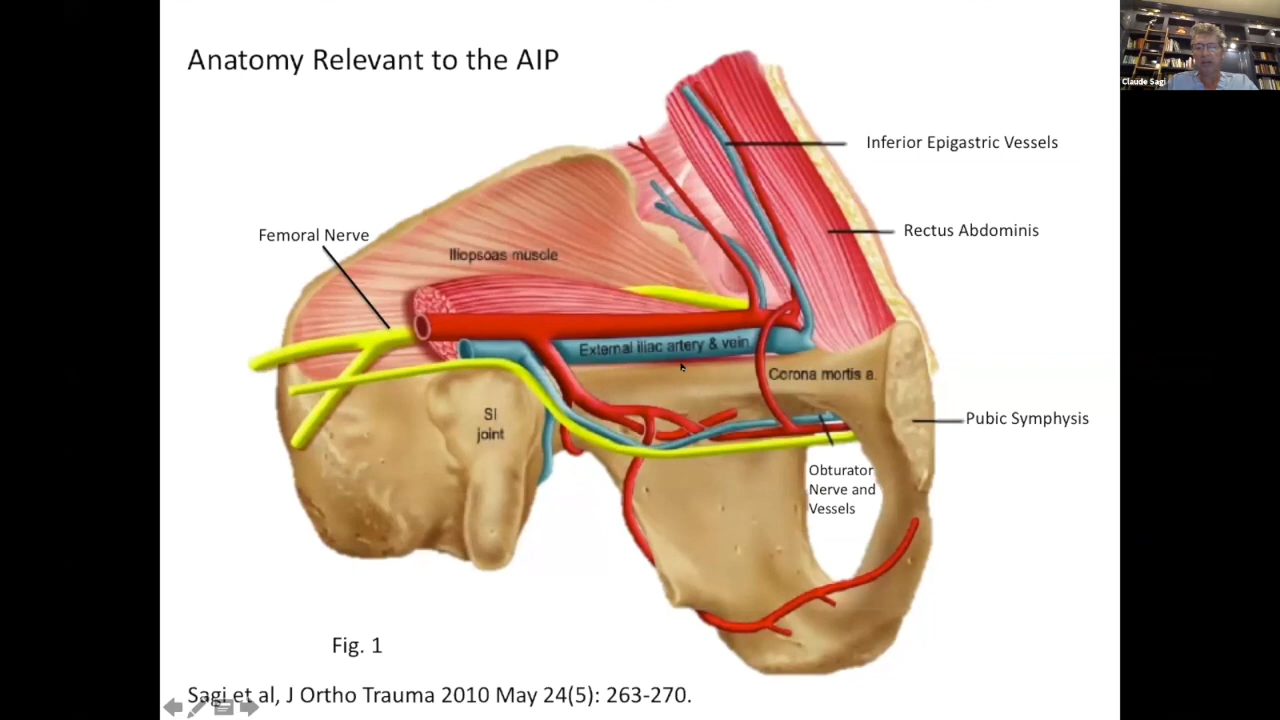 Anatomy Relevant to the AIP
Claude Sagi
Inferior Epigastric Vessels
Rectus Abdominis
Femoral Nerve
Iliopsoas muscle
External iliac artery & vein
Corona mortis a.
SI
joint
Pubic Symphysis
Obturator
Nerve and
Vessels
Fig. 1
Sagi et al, J Ortho Trauma 2010 May 24(5): 263-270.